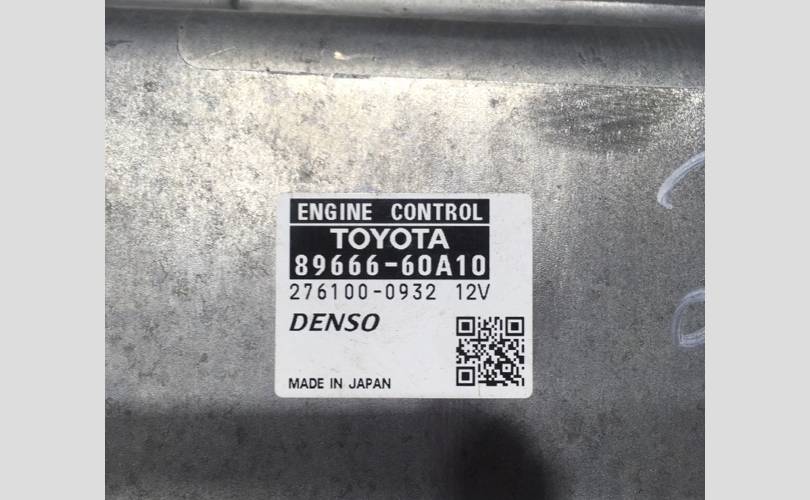 ENGINE CONTROL
TOYOTA
89666-60A10
276100-0932 12V
DENSO
MADE IN JAPAN